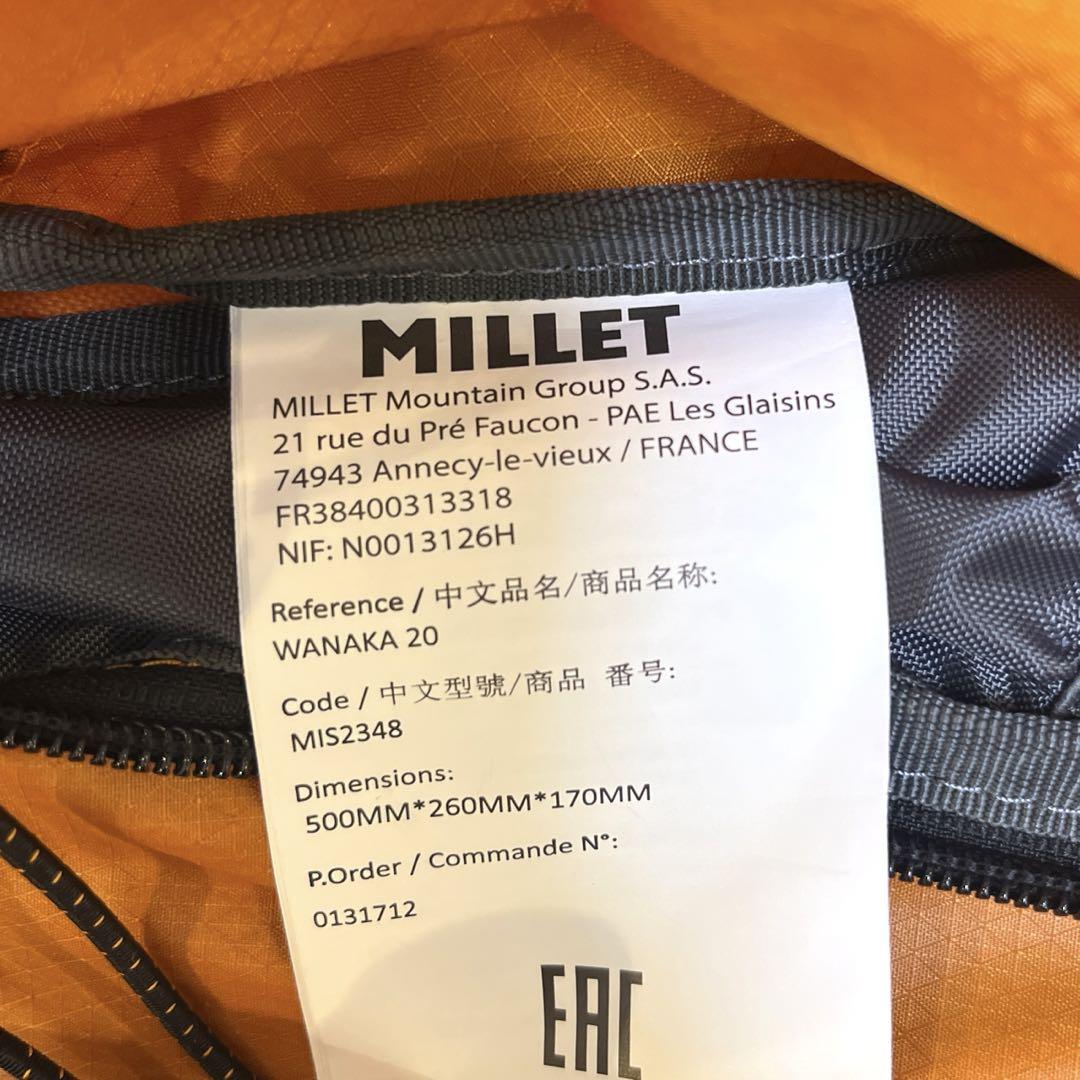 MILLET
MILLET Mountain Group S.A.S.
21 rue du Pré Faucon - PAE Les Glaisins
74943 Annecy-le-vieux / FRANCE
FR38400313318
NIF: N0013126H
Reference / 中文品名/商品名称:
WANAKA 20
Code / 中文型號/商品 番号:
MIS2348
Dimensions:
500MM*260MM*170MM
P.Order / Commande N°:
0131712
EAC